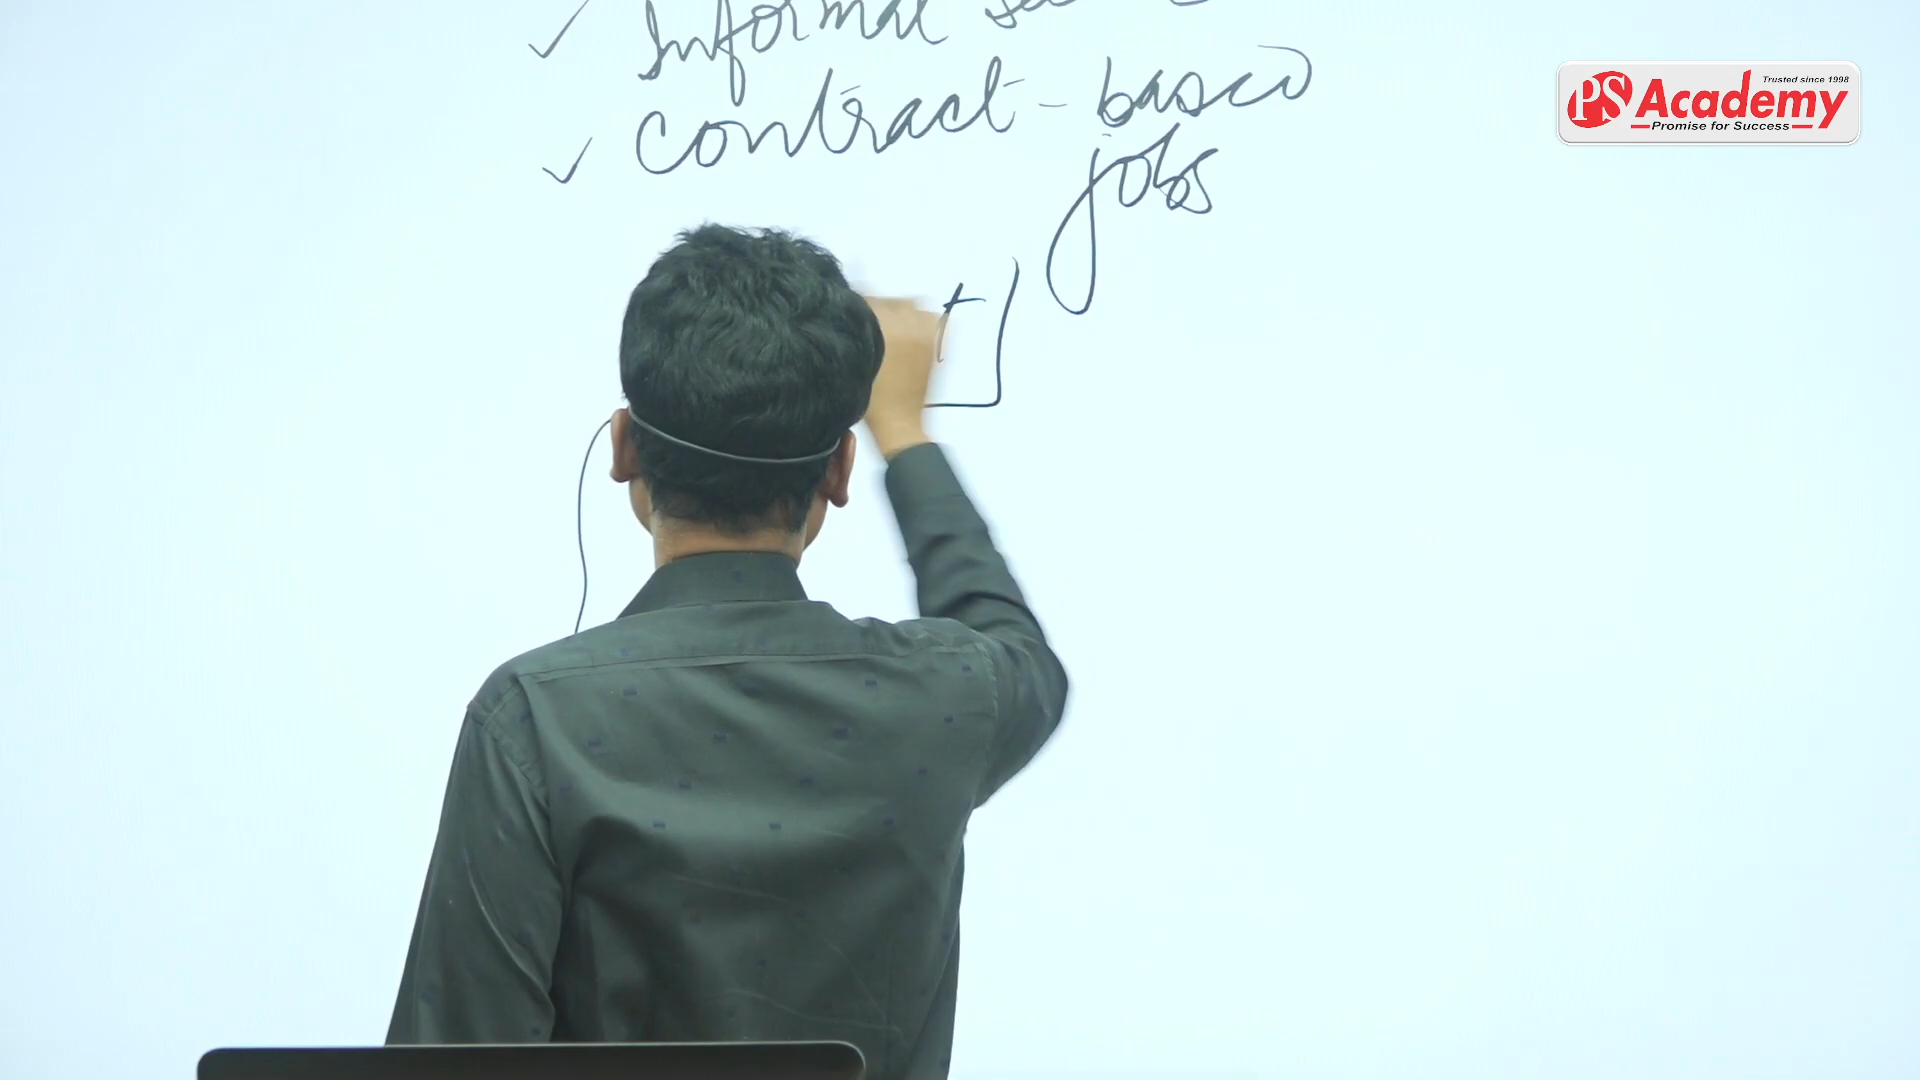 ✓ Informal
✓ Contract-based
jobs
PS Academy
Trusted since 1998
Promise for Success